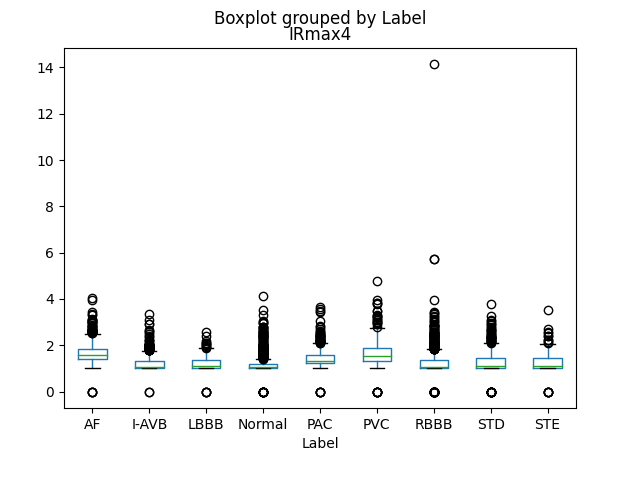 Boxplot grouped by Label
IRmax4
14
12
10
8
6
4
2
0
AF I-AVB LBBB Normal PAC PVC RBBB STD STE
Label